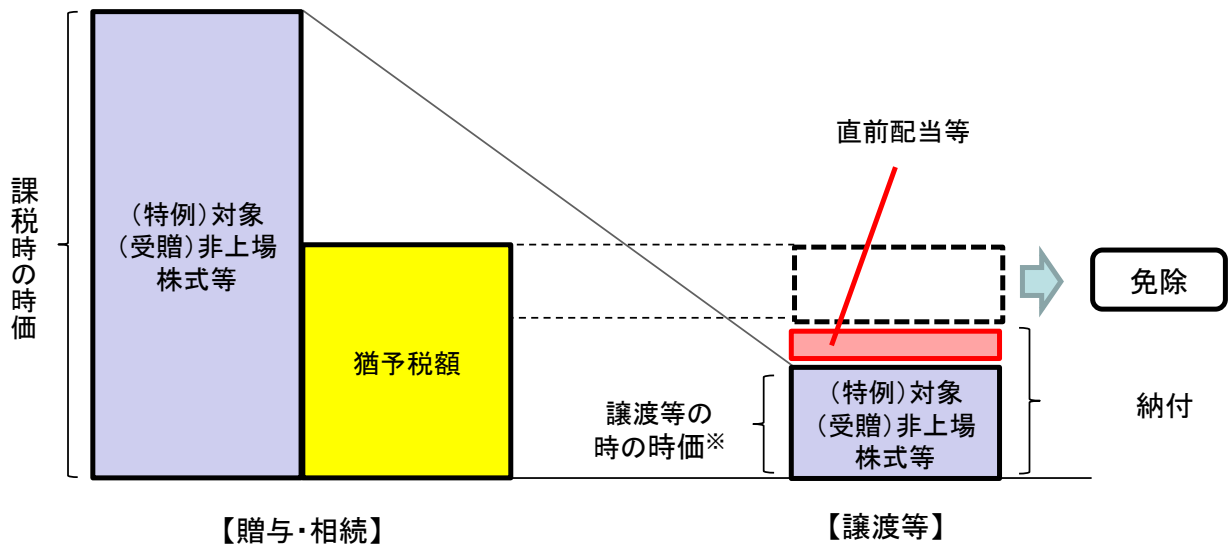 直前配当等
課税時の時価
(特例)対象
(受贈)非上場
株式等
免除
猶予税額
(特例)対象
(受贈)非上場
株式等
譲渡等の
時の時価※
納付
【贈与・相続】
【譲渡等】